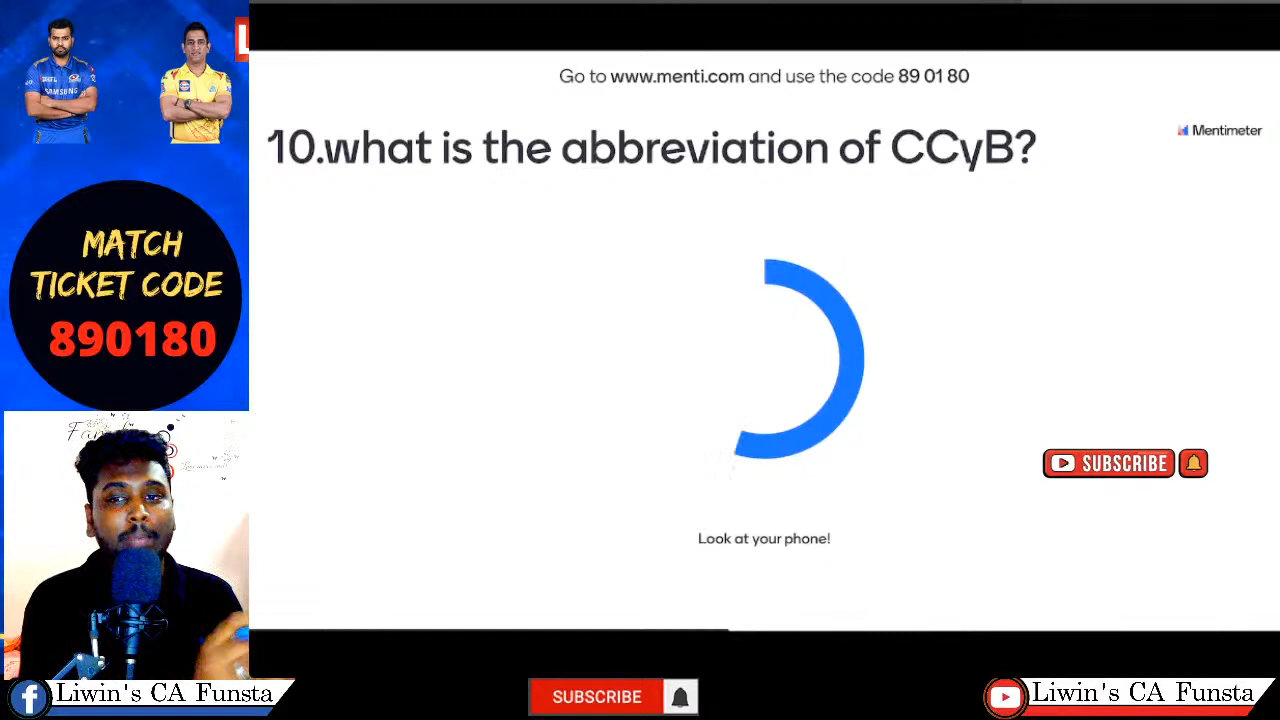 Go to www.menti.com and use the code 89 01 80
Mentimeter
10.what is the abbreviation of CCyB?
MATCH
TICKET CODE
890180
SUBSCRIBE
Look at your phone!
SUBSCRIBE
Liwin's CA Funsta
Liwin's CA Funsta
SAMSUNG
L